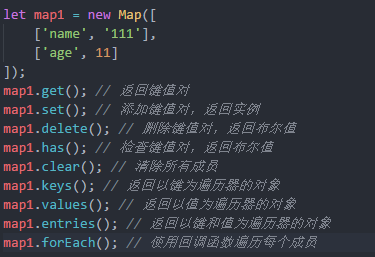 let map1 = new Map([
['name', '111'],
['age', 11]
]);
map1.get(); // 返回键值对
map1.set(); // 添加键值对，返回实例
map1.delete(); // 删除键值对，返回布尔值
map1.has(); // 检查键值对，返回布尔值
map1.clear(); // 清除所有成员
map1.keys(); // 返回以键为遍历器的对象
map1.values(); // 返回以值为遍历器的对象
map1.entries(); // 返回以键和值为遍历器的对象
map1.forEach(); // 使用回调函数遍历每个成员